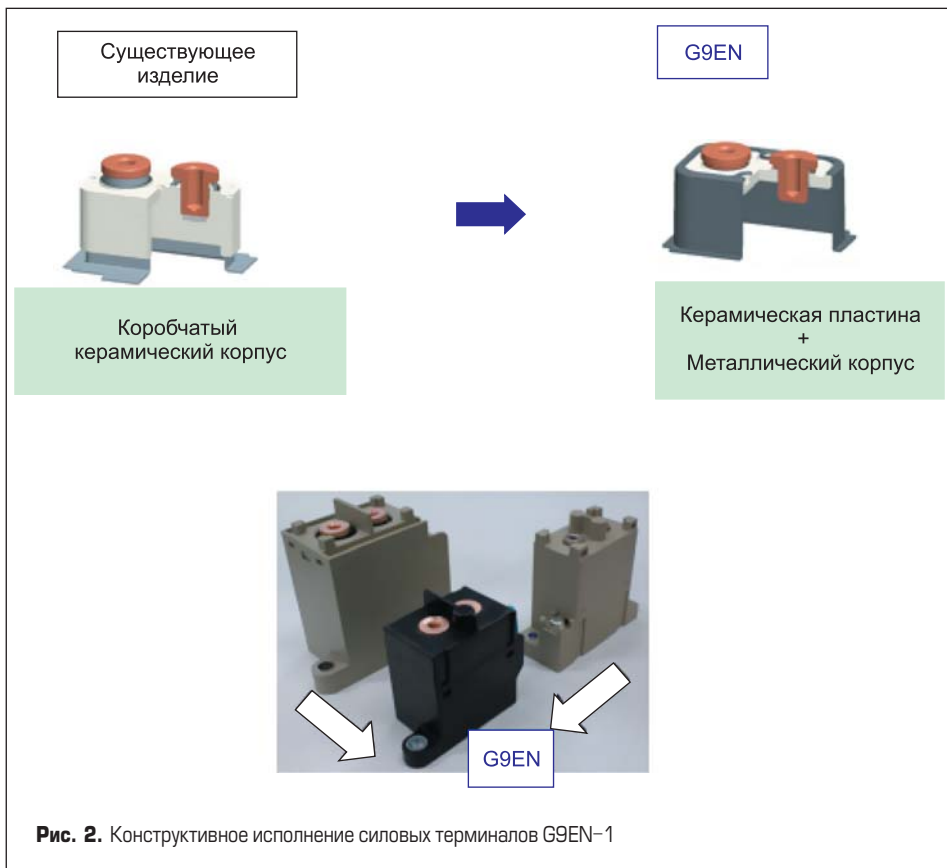 Существующее
изделие
G9EN
Коробчатый
керамический корпус
Керамическая пластина
+
Металлический корпус
G9EN
Рис. 2. Конструктивное исполнение силовых терминалов G9EN–1